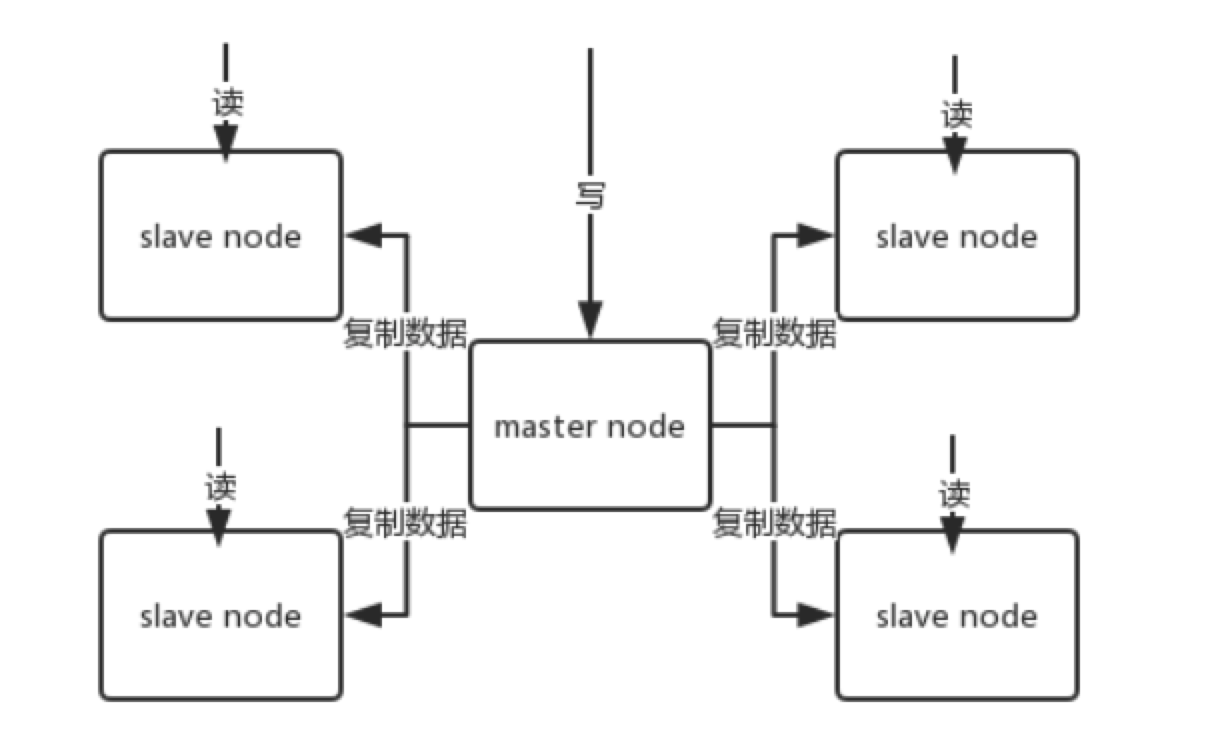 读
读
写
slave node
slave node
复制数据
复制数据
master node
读
读
复制数据
复制数据
slave node
slave node